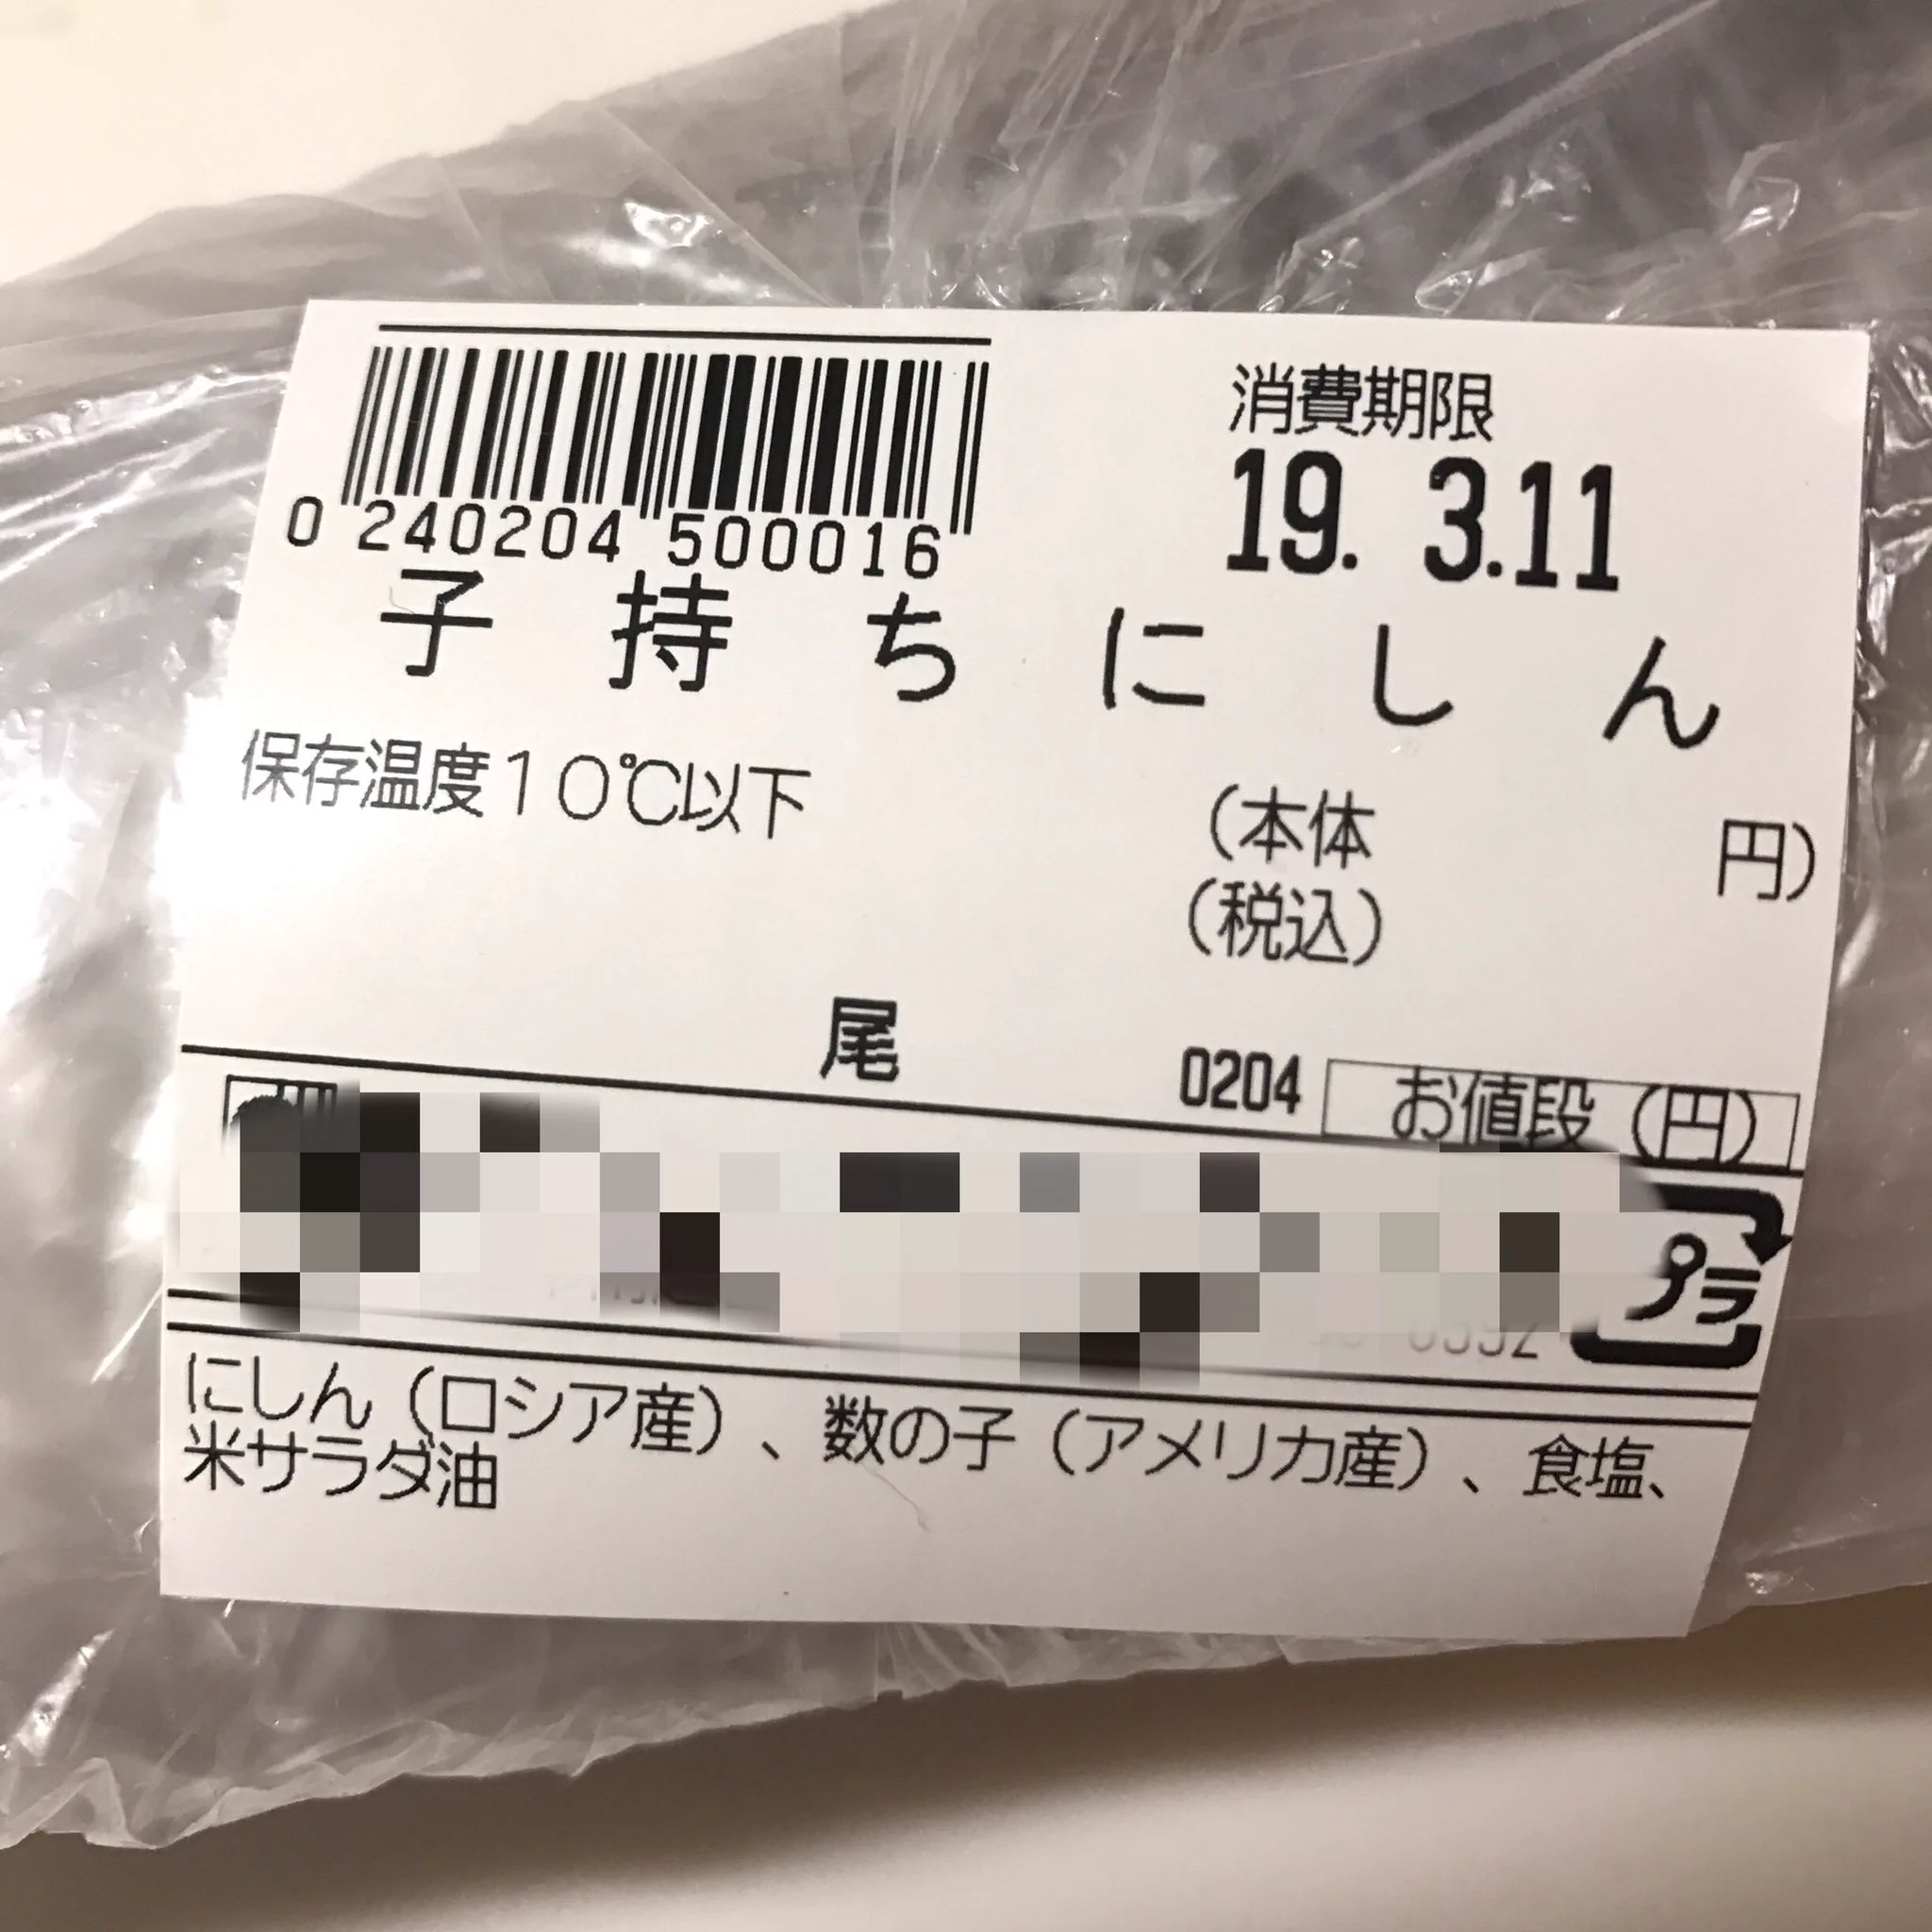 0 240204 500016
消費期限
19. 3.11
子持ちにしん
保存温度10℃以下
(本体 円)
(税込)
尾 0204 お値段(円)
プラ
にしん(ロシア産)、数の子(アメリカ産)、食塩、
米サラダ油